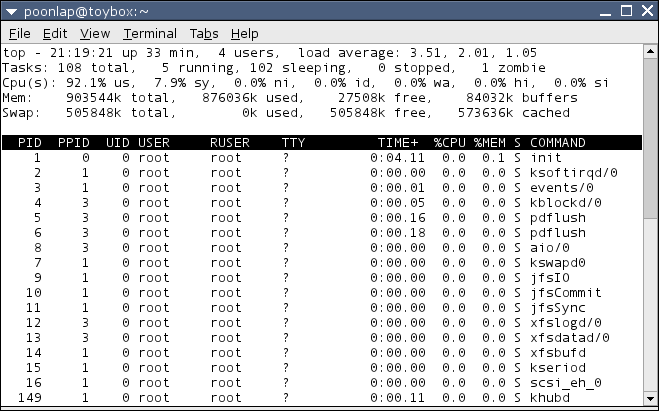 poonlap@toybox:~
File Edit View Terminal Tabs Help
top - 21:19:21 up 33 min,  4 users,  load average: 3.51, 2.01, 1.05
Tasks: 108 total,   5 running, 102 sleeping,   0 stopped,   1 zombie
Cpu(s): 92.1% us,  7.9% sy,  0.0% ni,  0.0% id,  0.0% wa,  0.0% hi,  0.0% si
Mem:    903544k total,   876036k used,    27508k free,    84032k buffers
Swap:   505848k total,        0k used,   505848k free,   573636k cached
PID PPID UID USER RUSER TTY TIME+ %CPU %MEM S COMMAND
1 0 0 root root ? 0:04.11 0.0 0.1 S init
2 1 0 root root ? 0:00.00 0.0 0.0 S ksoftirqd/0
3 1 0 root root ? 0:00.01 0.0 0.0 S events/0
4 3 0 root root ? 0:00.05 0.0 0.0 S kblockd/0
5 3 0 root root ? 0:00.16 0.0 0.0 S pdflush
6 3 0 root root ? 0:00.18 0.0 0.0 S pdflush
8 3 0 root root ? 0:00.00 0.0 0.0 S aio/0
7 1 0 root root ? 0:00.00 0.0 0.0 S kswapd0
9 1 0 root root ? 0:00.00 0.0 0.0 S jfsIO
10 1 0 root root ? 0:00.00 0.0 0.0 S jfsCommit
11 1 0 root root ? 0:00.00 0.0 0.0 S jfsSync
12 3 0 root root ? 0:00.00 0.0 0.0 S xfslogd/0
13 3 0 root root ? 0:00.00 0.0 0.0 S xfsdatad/0
14 1 0 root root ? 0:00.00 0.0 0.0 S xfsbufd
15 1 0 root root ? 0:00.00 0.0 0.0 S kseriod
16 1 0 root root ? 0:00.00 0.0 0.0 S scsi_eh_0
149 1 0 root root ? 0:00.11 0.0 0.0 S khubd